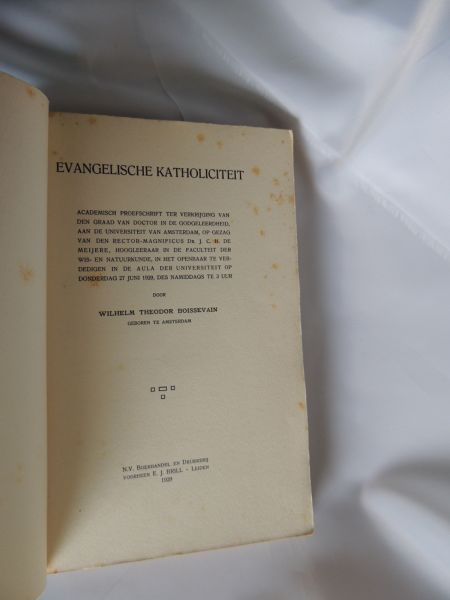 EVANGELISCHE KATHOLICITEIT
ACADEMISCH PROEFSCHRIFT TER VERKRIJGING VAN
DEN GRAAD VAN DOCTOR IN DE GODGELEERDHEID,
AAN DE UNIVERSITEIT VAN AMSTERDAM, OP GEZAG
VAN DEN RECTOR-MAGNIFICUS DR. J. C. H. DE
MEIJERE, HOOGLEERAAR IN DE FACULTEIT DER
WIS- EN NATUURKUNDE, IN HET OPENBAAR TE VER-
DEDIGEN IN DE AULA DER UNIVERSITEIT OP
DONDERDAG 27 JUNI 1929, DES NAMIDDAGS TE 3 UUR
DOOR
WILHELM THEODOR BOISSEVAIN
GEBOREN TE AMSTERDAM
N.V. BOEKHANDEL EN DRUKKERIJ
VOORHEEN E. J. BRILL - LEIDEN
1929